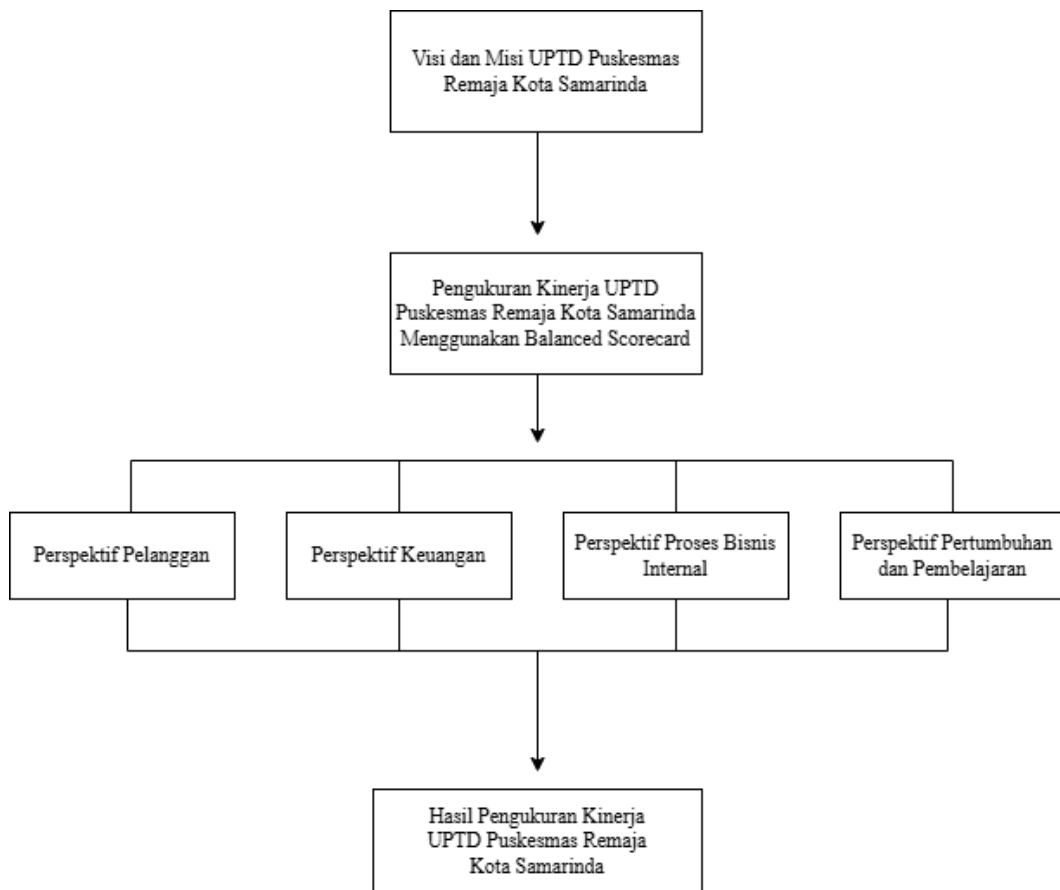 Visi dan Misi UPTD Puskesmas
Remaja Kota Samarinda
Pengukuran Kinerja UPTD
Puskesmas Remaja Kota Samarinda
Menggunakan Balanced Scorecard
Perspektif Pelanggan
Perspektif Keuangan
Perspektif Proses Bisnis
Internal
Perspektif Pertumbuhan
dan Pembelajaran
Hasil Pengukuran Kinerja
UPTD Puskesmas Remaja
Kota Samarinda